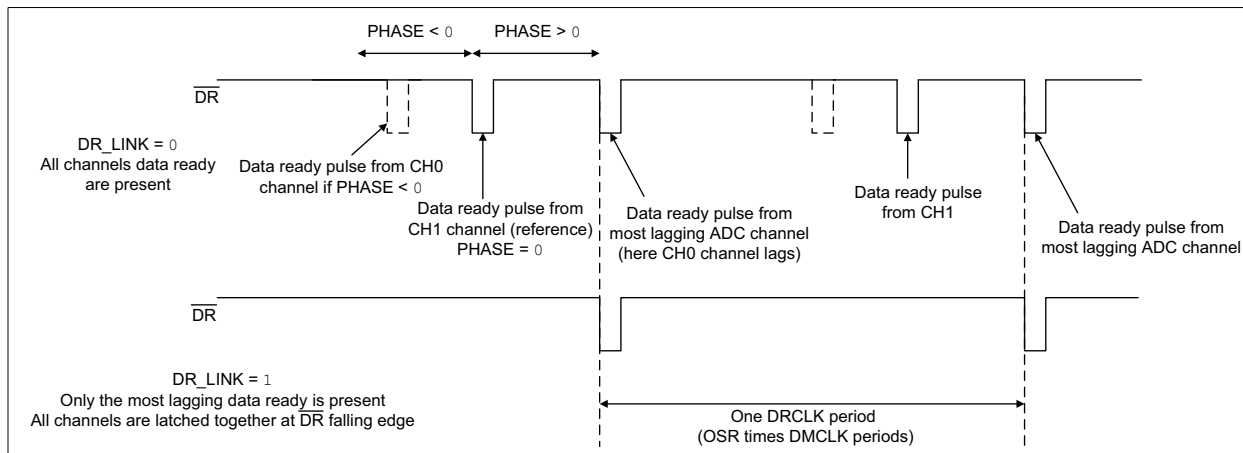 PHASE < 0
PHASE > 0
DR
DR_LINK = 0
All channels data ready
are present
Data ready pulse from CH0
channel if PHASE < 0
Data ready pulse from
CH1 channel (reference)
PHASE = 0
Data ready pulse from
most lagging ADC channel
(here CH0 channel lags)
Data ready pulse
from CH1
Data ready pulse from
most lagging ADC channel
DR
DR_LINK = 1
Only the most lagging data ready is present
All channels are latched together at DR falling edge
One DRCLK period
(OSR times DMCLK periods)